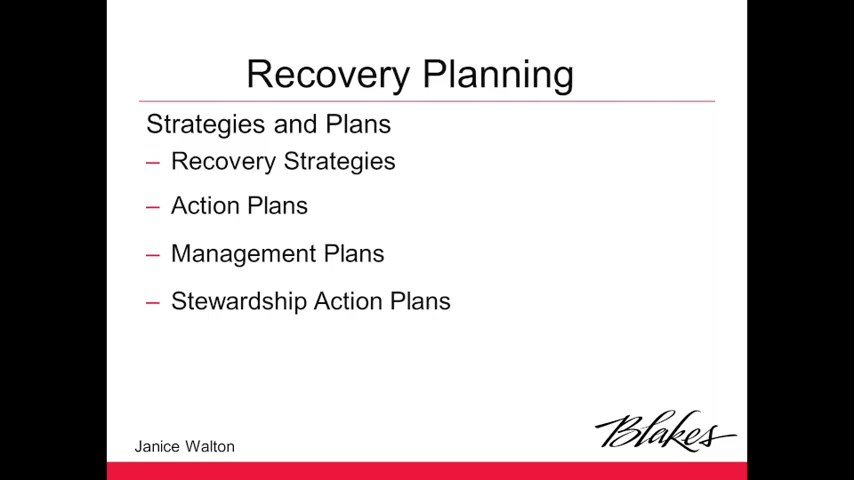 Recovery Planning
Strategies and Plans
– Recovery Strategies
– Action Plans
– Management Plans
– Stewardship Action Plans
Blakes
Janice Walton